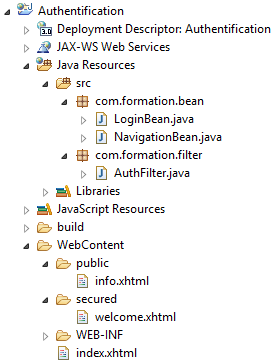 Authentification
Deployment Descriptor: Authentification
JAX-WS Web Services
Java Resources
src
com.formation.bean
LoginBean.java
NavigationBean.java
com.formation.filter
AuthFilter.java
Libraries
JavaScript Resources
build
WebContent
public
info.xhtml
secured
welcome.xhtml
WEB-INF
index.xhtml